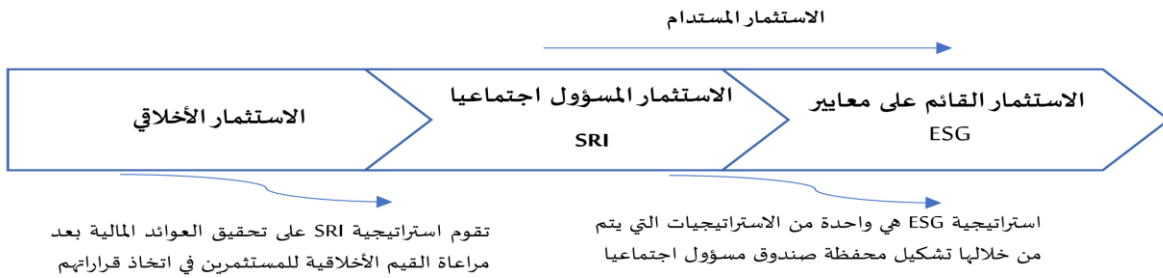 الاستثمار المستدام
الاستثمار الأخلاقي
الاستثمار المسؤول اجتماعيا
SRI
الاستثمار القائم على معايير
ESG
تقوم استراتيجية SRI على تحقيق العوائد المالية بعد
مراعاة القيم الأخلاقية للمستثمرين في اتخاذ قراراتهم
استراتيجية ESG هي واحدة من الاستراتيجيات التي يتم
من خلالها تشكيل محفظة صندوق مسؤول اجتماعيا